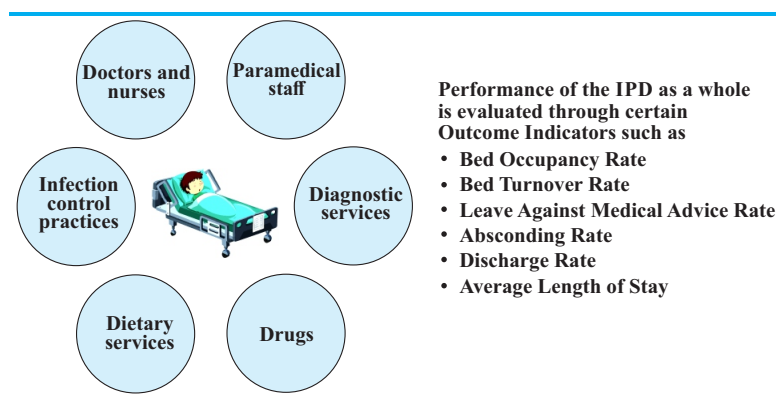 Doctors and
nurses
Paramedical
staff
Infection
control
practices
Diagnostic
services
Dietary
services
Drugs
Performance of the IPD as a whole
is evaluated through certain
Outcome Indicators such as
• Bed Occupancy Rate
• Bed Turnover Rate
• Leave Against Medical Advice Rate
• Absconding Rate
• Discharge Rate
• Average Length of Stay